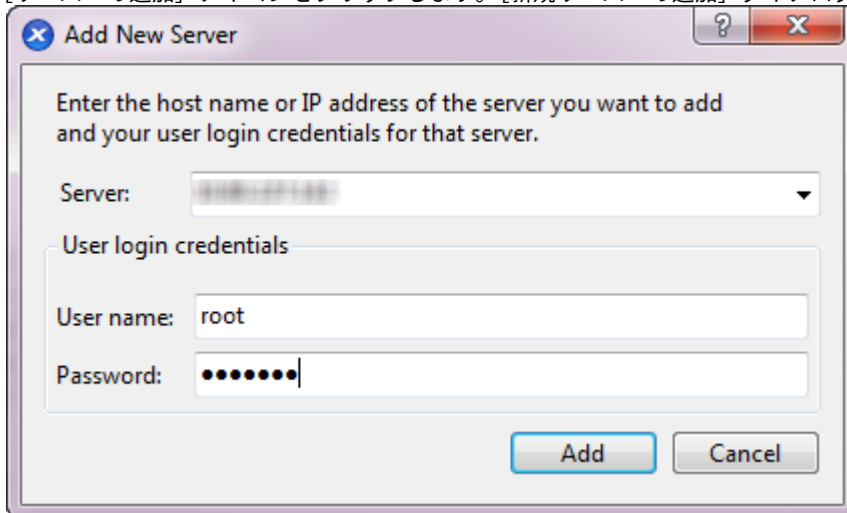 Add New Server
Enter the host name or IP address of the server you want to add
and your user login credentials for that server.
Server:
User login credentials
User name: root
Password: •••••••
Add Cancel